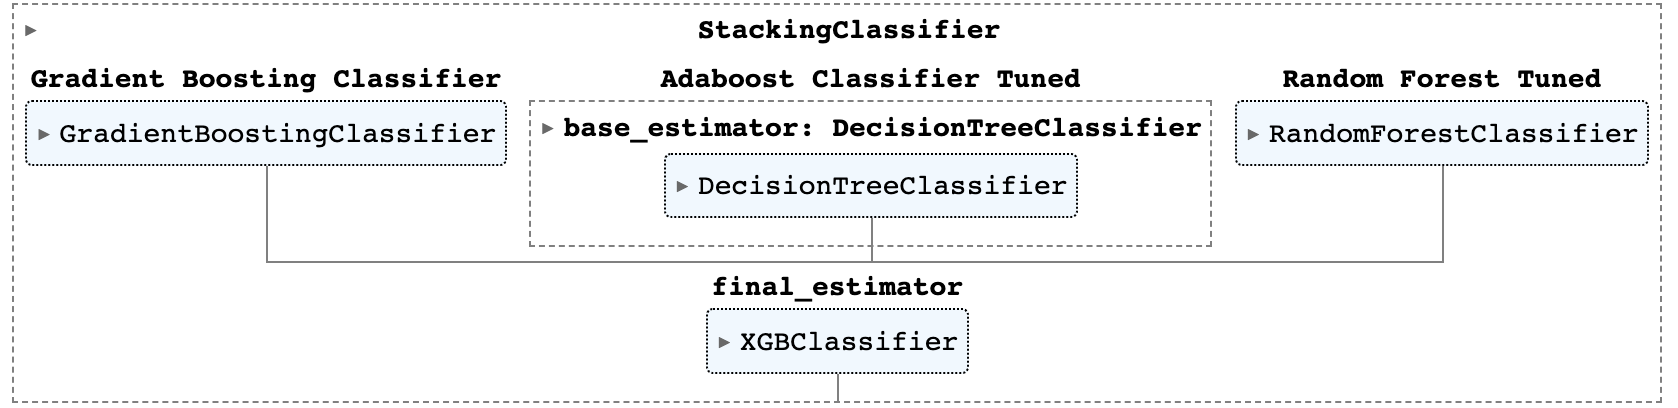 StackingClassifier
Gradient Boosting Classifier
GradientBoostingClassifier
Adaboost Classifier Tuned
base_estimator: DecisionTreeClassifier
DecisionTreeClassifier
Random Forest Tuned
RandomForestClassifier
final_estimator
XGBClassifier